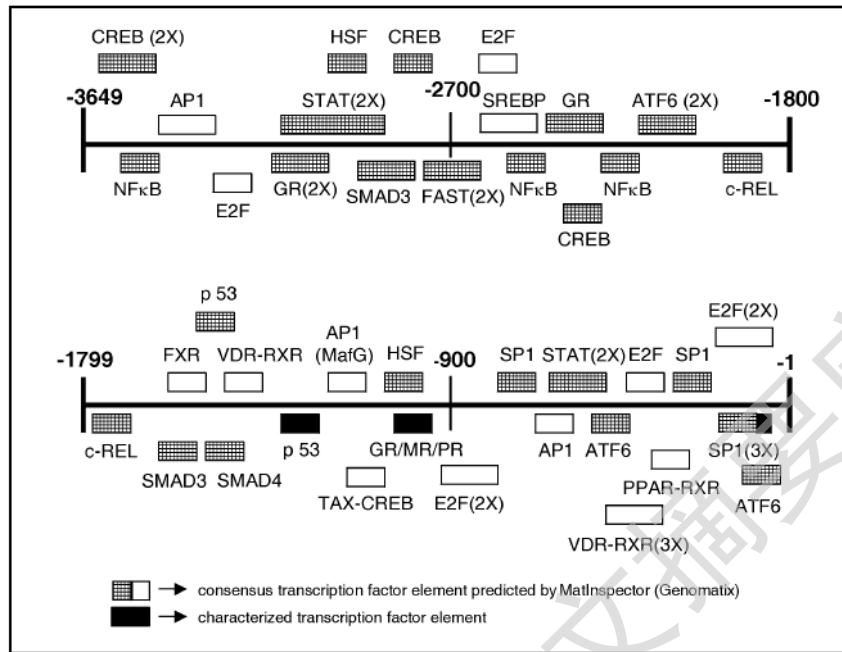 CREB (2X) HSF CREB E2F
-3649 AP1 STAT(2X) -2700 SREBP GR ATF6 (2X) -1800
NFκB E2F GR(2X) SMAD3 FAST(2X) NFκB NFκB c-REL
CREB
p 53 E2F(2X)
-1799 FXR VDR-RXR AP1 (MafG) HSF -900 SP1 STAT(2X) E2F SP1 -1
c-REL p 53 GR/MR/PR AP1 ATF6 SP1(3X)
SMAD3 SMAD4 TAX-CREB E2F(2X) PPAR-RXR ATF6
VDR-RXR(3X)
consensus transcription factor element predicted by MatInspector (Genomatix)
characterized transcription factor element
文摘要